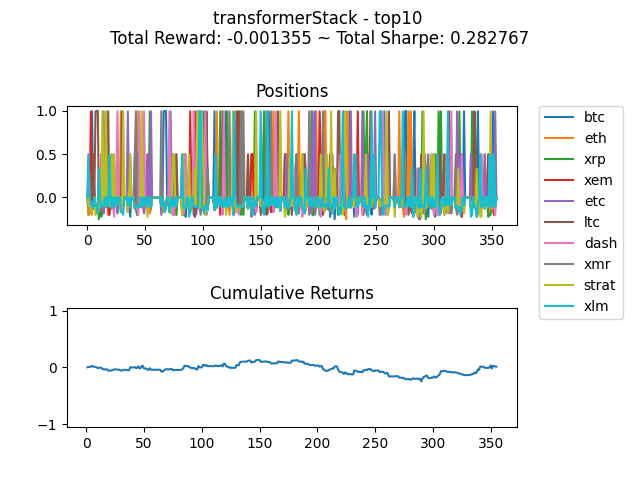 transformerStack - top10
Total Reward: -0.001355 ~ Total Sharpe: 0.282767
Positions
1.0
0.5
0.0
0 50 100 150 200 250 300 350
btc
eth
xrp
xem
etc
ltc
dash
xmr
strat
xlm
Cumulative Returns
1
0
−1
0 50 100 150 200 250 300 350